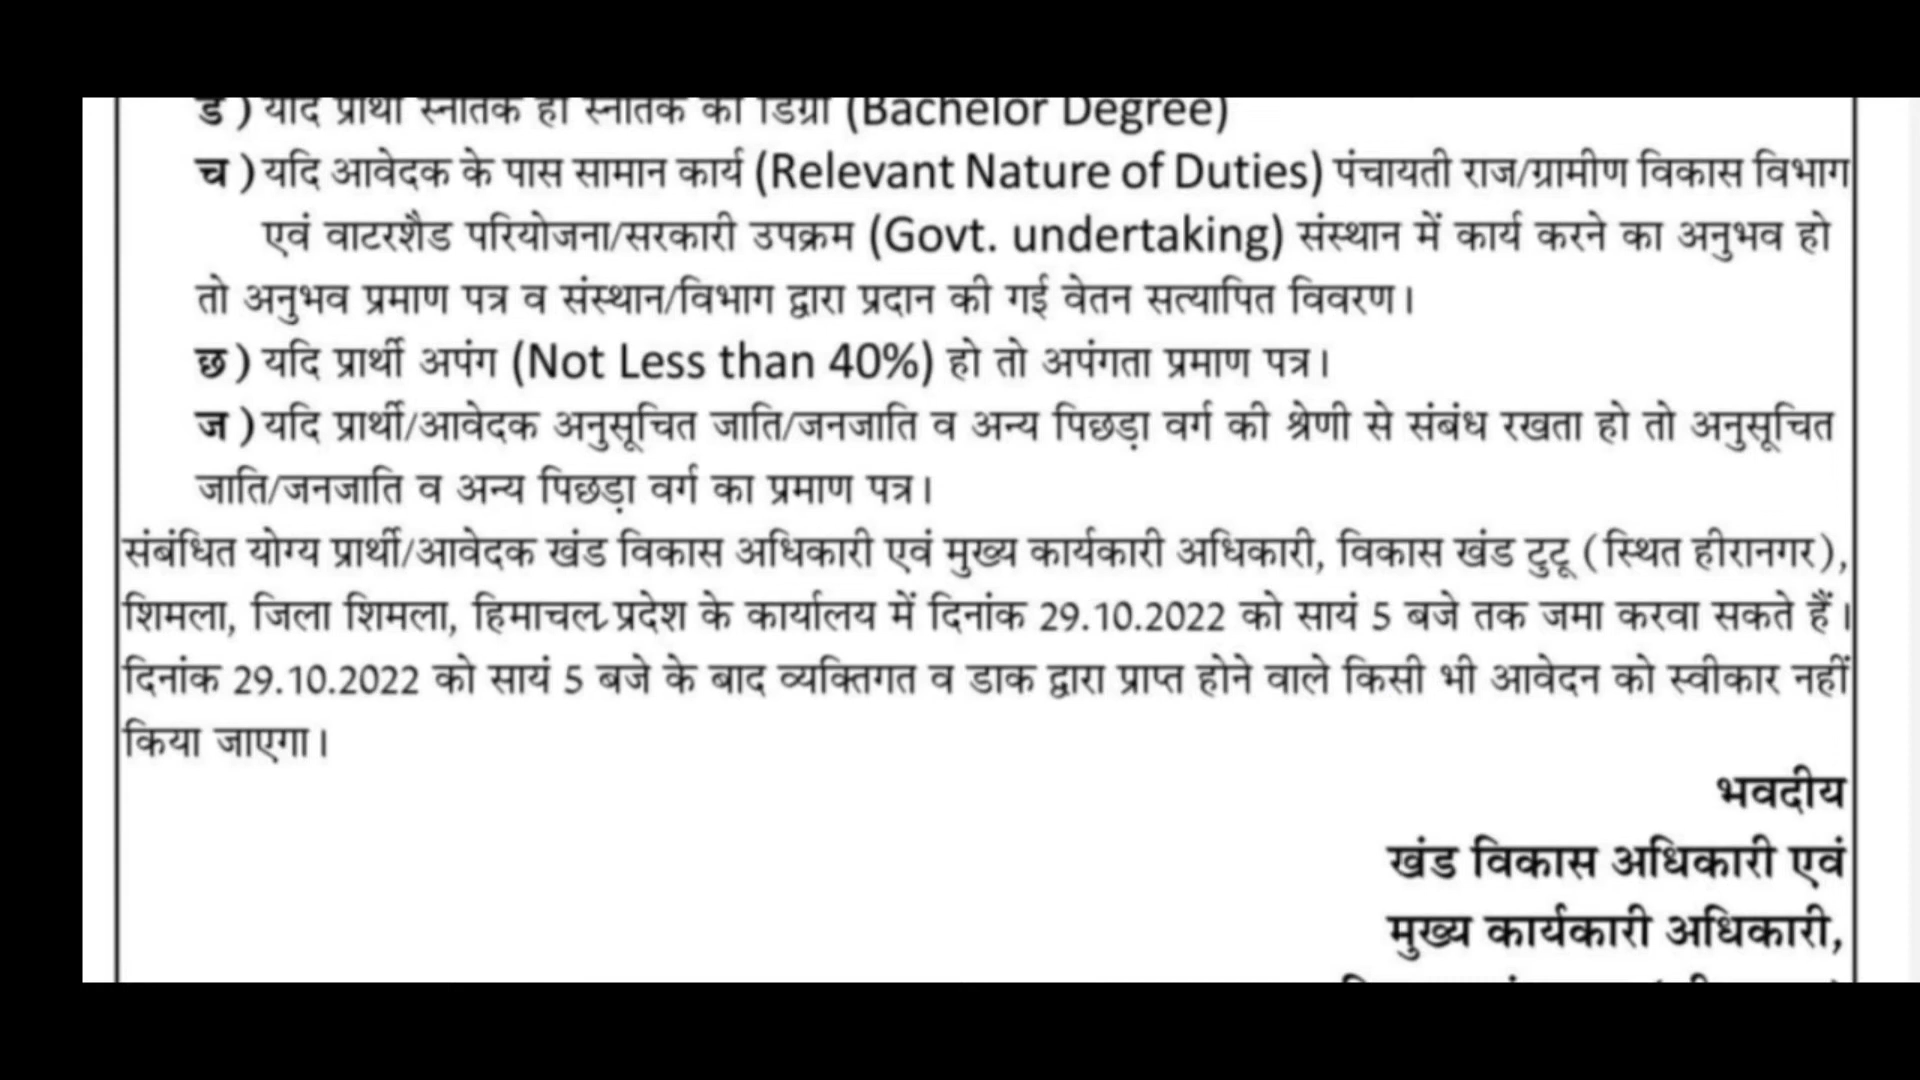 ड ) यदि प्रार्थी स्नातक हो स्नातक की डिग्री (Bachelor Degree)
च ) यदि आवेदक के पास सामान कार्य (Relevant Nature of Duties) पंचायती राज/ग्रामीण विकास विभाग
एवं वाटरशैड परियोजना/सरकारी उपक्रम (Govt. undertaking) संस्थान में कार्य करने का अनुभव हो
तो अनुभव प्रमाण पत्र व संस्थान/विभाग द्वारा प्रदान की गई वेतन सत्यापित विवरण।
छ ) यदि प्रार्थी अपंग (Not Less than 40%) हो तो अपंगता प्रमाण पत्र।
ज ) यदि प्रार्थी/आवेदक अनुसूचित जाति/जनजाति व अन्य पिछड़ा वर्ग की श्रेणी से संबंध रखता हो तो अनुसूचित
जाति/जनजाति व अन्य पिछड़ा वर्ग का प्रमाण पत्र।
संबंधित योग्य प्रार्थी/आवेदक खंड विकास अधिकारी एवं मुख्य कार्यकारी अधिकारी, विकास खंड टुटू (स्थित हीरानगर),
शिमला, जिला शिमला, हिमाचल प्रदेश के कार्यालय में दिनांक 29.10.2022 को सायं 5 बजे तक जमा करवा सकते हैं।
दिनांक 29.10.2022 को सायं 5 बजे के बाद व्यक्तिगत व डाक द्वारा प्राप्त होने वाले किसी भी आवेदन को स्वीकार नहीं
किया जाएगा।
भवदीय
खंड विकास अधिकारी एवं
मुख्य कार्यकारी अधिकारी,